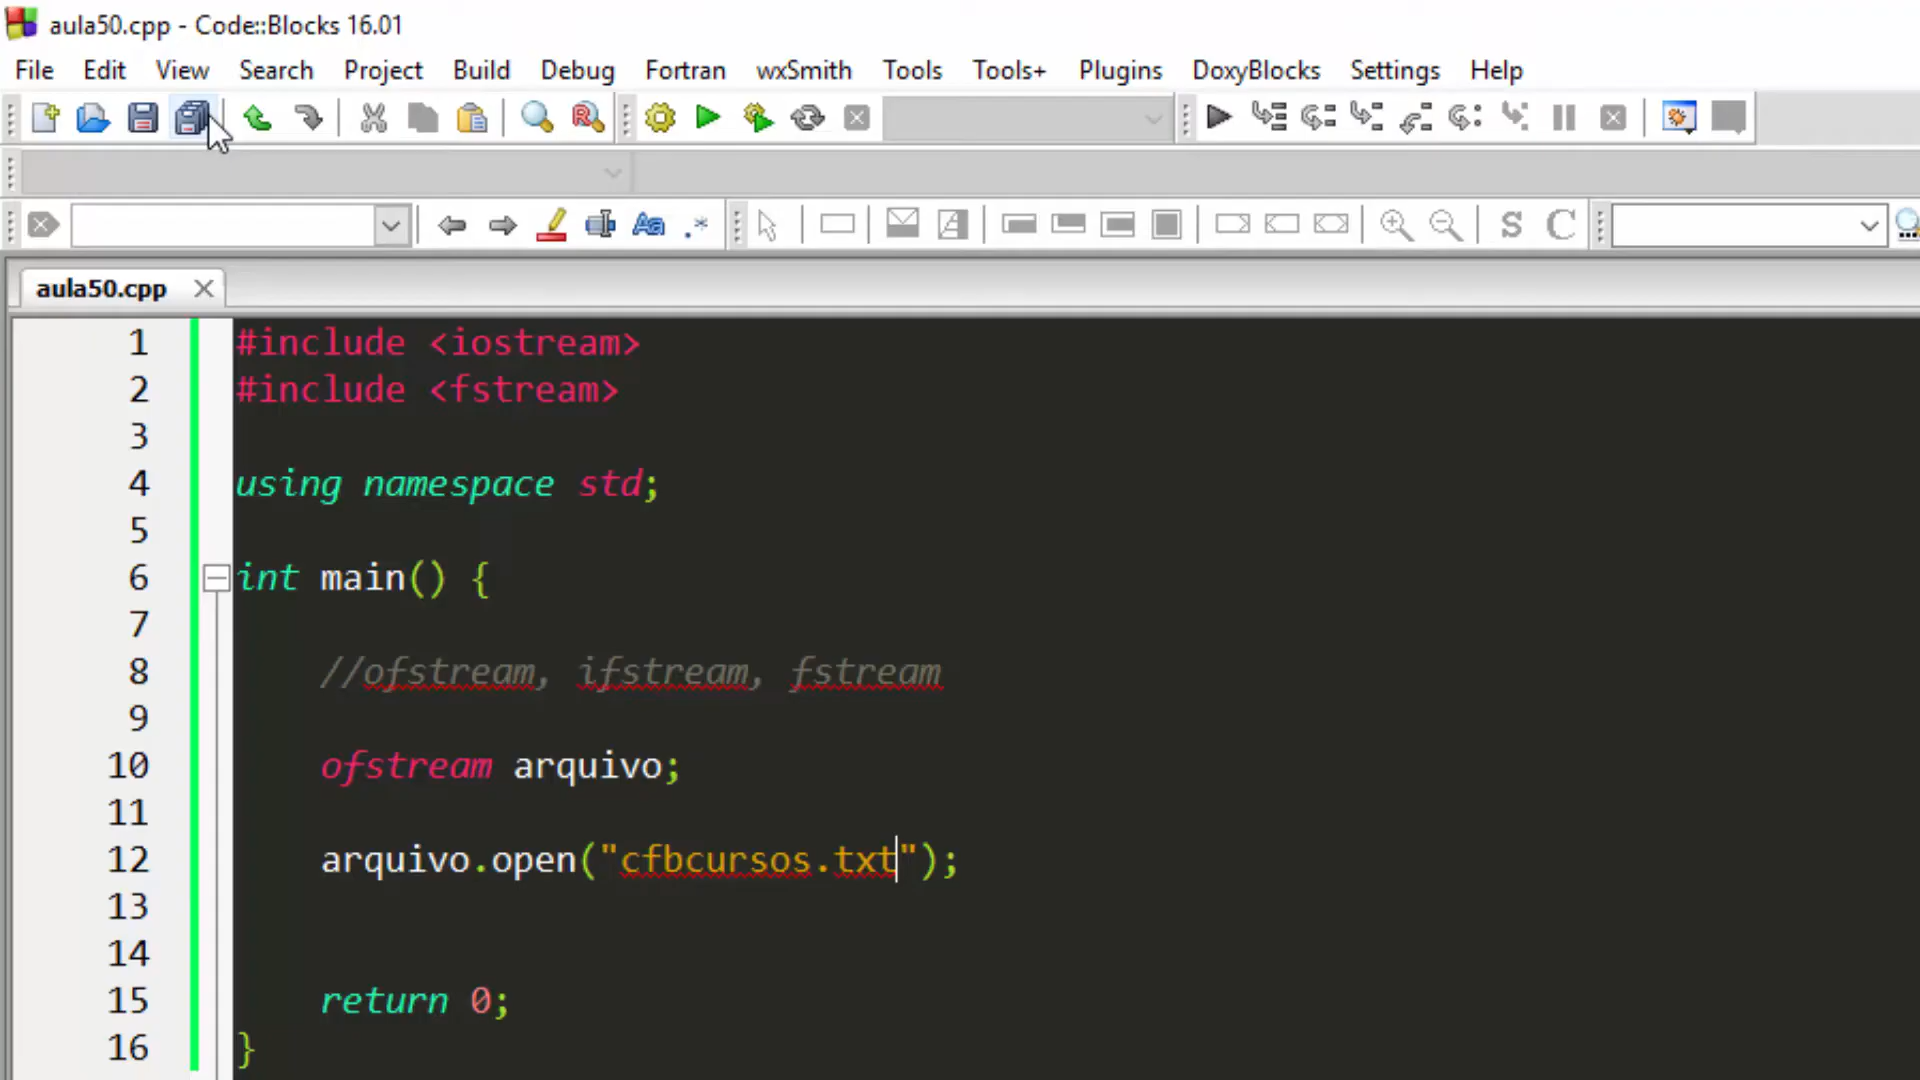 aula50.cpp - Code::Blocks 16.01
File Edit View Search Project Build Debug Fortran wxSmith Tools Tools+ Plugins DoxyBlocks Settings Help
Aa .* S C
aula50.cpp
1 #include <iostream>
2 #include <fstream>
3
4 using namespace std;
5
6 int main() {
7
8 //ofstream, ifstream, fstream
9
10 ofstream arquivo;
11
12 arquivo.open("cfbcursos.txt");
13
14
15 return 0;
16 }